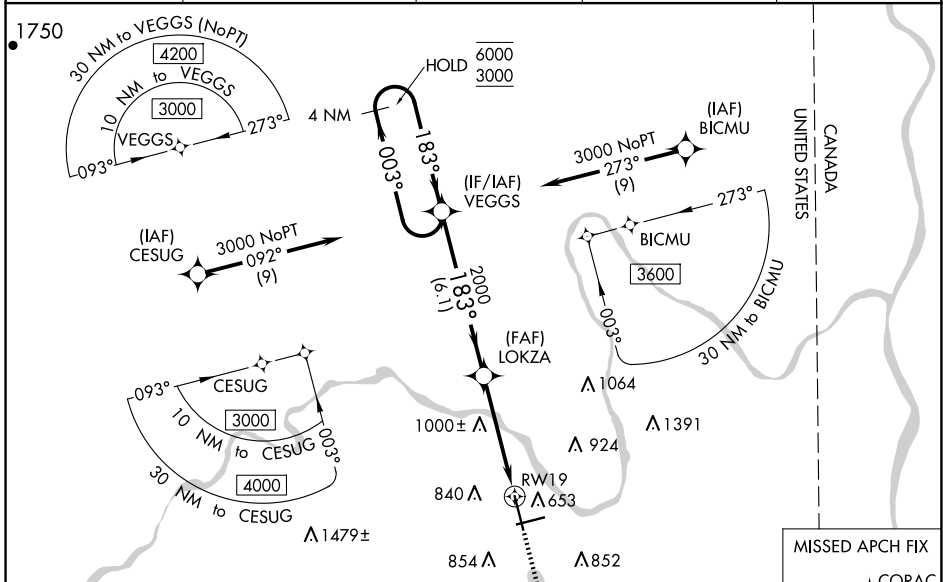 1750
30 NM to VEGGS (NoPT)
4200
10 NM to VEGGS
3000
VEGGS
093°
273°
HOLD
6000
3000
4 NM
183°
003°
(IF/IAF)
VEGGS
(IAF)
BICMU
3000 NoPT
273°
(9)
UNITED STATES
CANADA
(IAF)
CESUG
3000 NoPT
092°
(9)
2000
183°
(6.1)
273°
BICMU
3600
003°
30 NM to BICMU
(FAF)
LOKZA
093°
CESUG
3000
10 NM to CESUG
003°
4000
30 NM to CESUG
1064
1000±
1391
924
RW19
840
653
1479±
854
852
MISSED APCH FIX